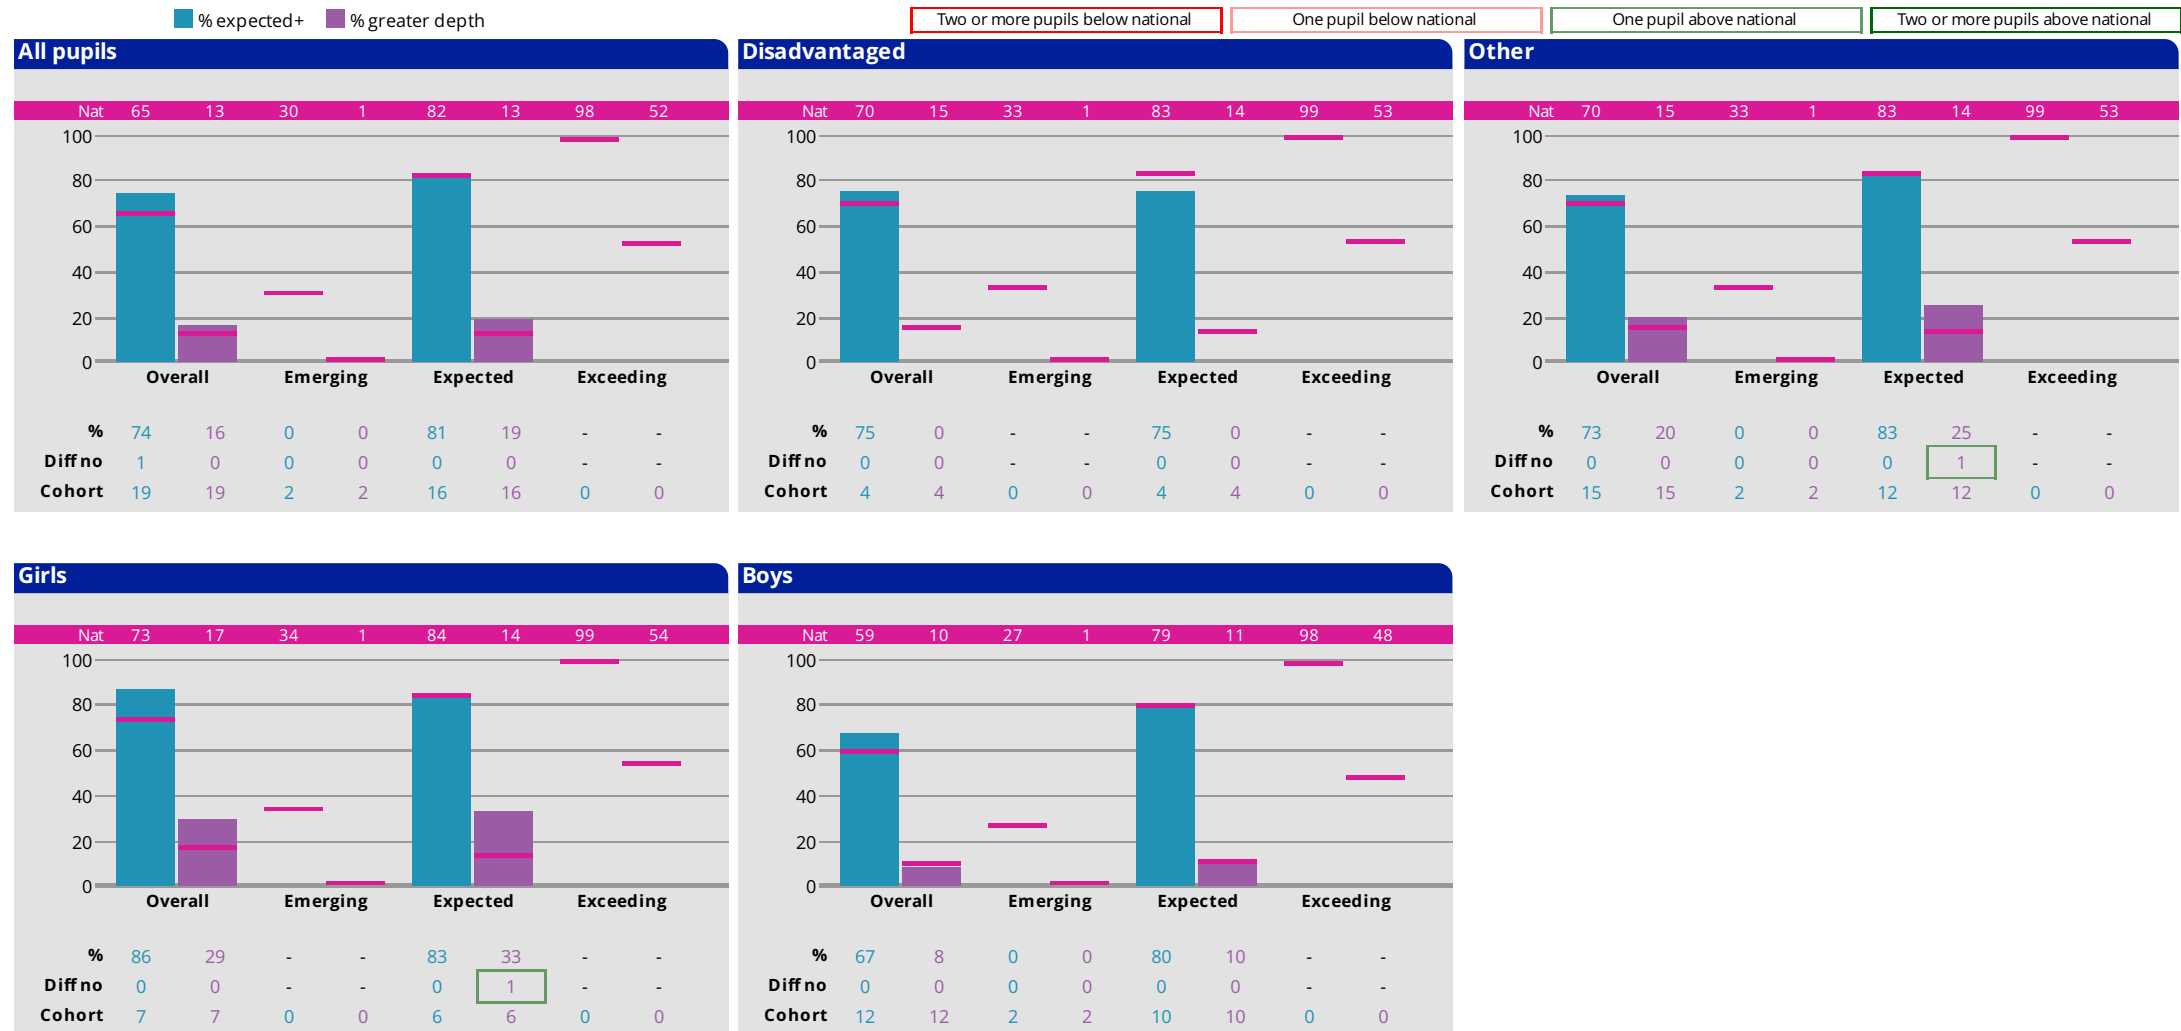 % expected+ % greater depth
Two or more pupils below national One pupil below national One pupil above national Two or more pupils above national
All pupils
Nat 65 13 30 1 82 13 98 52
100
80
60
40
20
0
Overall Emerging Expected Exceeding
% 74 16 0 0 81 19 - -
Diff no 1 0 0 0 0 0 - -
Cohort 19 19 2 2 16 16 0 0
Disadvantaged
Nat 70 15 33 1 83 14 99 53
100
80
60
40
20
0
Overall Emerging Expected Exceeding
% 75 0 - - 75 0 - -
Diff no 0 0 - - 0 0 - -
Cohort 4 4 0 0 4 4 0 0
Other
Nat 70 15 33 1 83 14 99 53
100
80
60
40
20
0
Overall Emerging Expected Exceeding
% 73 20 0 0 83 25 - -
Diff no 0 0 0 0 0 1 - -
Cohort 15 15 2 2 12 12 0 0
Girls
Nat 73 17 34 1 84 14 99 54
100
80
60
40
20
0
Overall Emerging Expected Exceeding
% 86 29 - - 83 33 - -
Diff no 0 0 - - 0 1 - -
Cohort 7 7 0 0 6 6 0 0
Boys
Nat 59 10 27 1 79 11 98 48
100
80
60
40
20
0
Overall Emerging Expected Exceeding
% 67 8 0 0 80 10 - -
Diff no 0 0 0 0 0 0 - -
Cohort 12 12 2 2 10 10 0 0